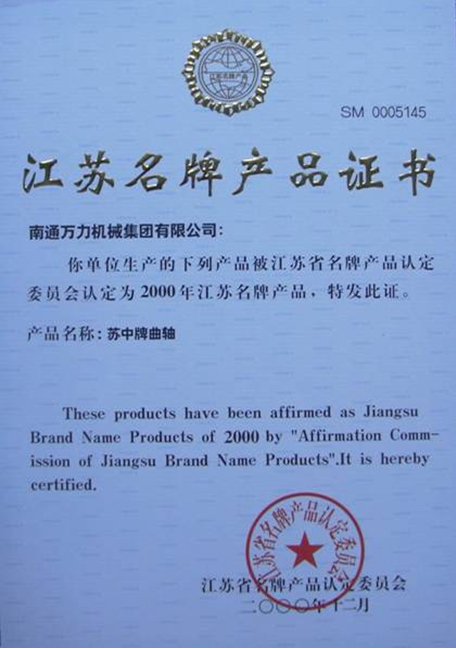 江苏名牌产品
SM 0005145
江苏名牌产品证书
南通万力机械集团有限公司:
你单位生产的下列产品被江苏省名牌产品认定
委员会认定为2000年江苏名牌产品，特发此证。
产品名称: 苏中牌曲轴
These products have been affirmed as Jiangsu
Brand Name Products of 2000 by "Affirmation Comm-
ission of Jiangsu Brand Name Products".It is hereby
certified.
江苏省名牌产品认定委员会
江苏省名牌产品认定委员会
二〇〇〇年十二月